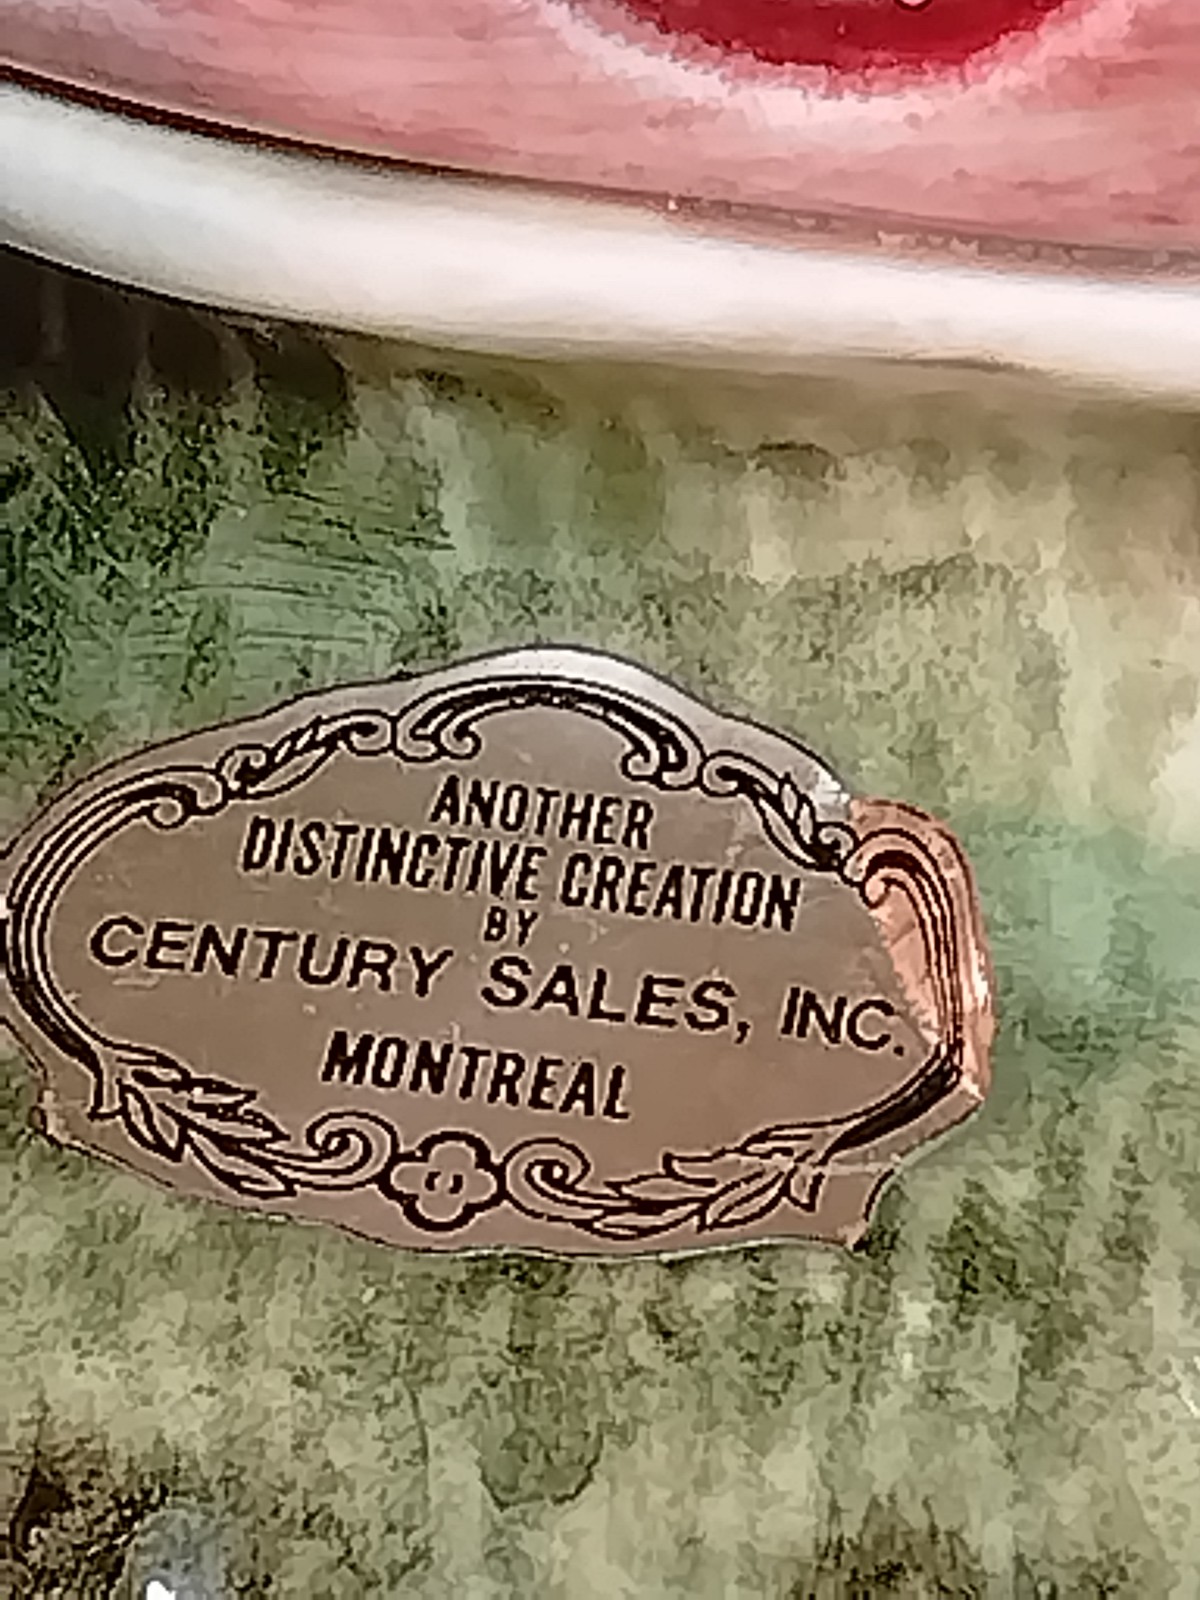 ANOTHER
DISTINCTIVE CREATION
BY
CENTURY SALES, INC.
MONTREAL